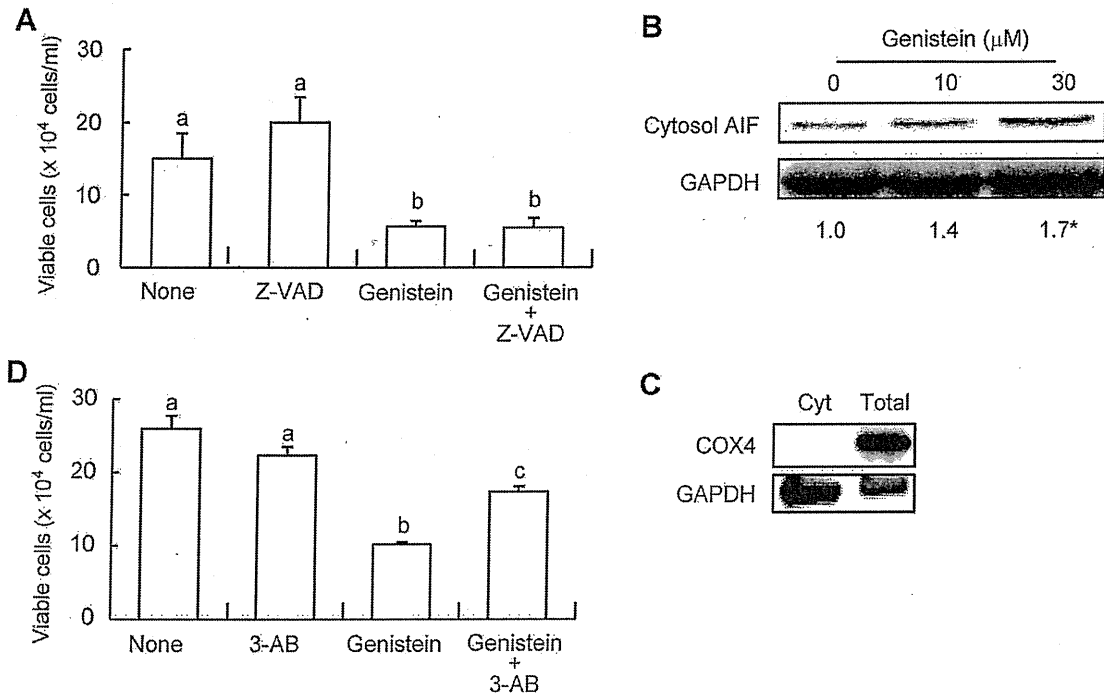 A
Viable cells (x 10⁴ cells/ml)
30
20
10
0
a
a
b
b
None
Z-VAD
Genistein
Genistein
+
Z-VAD
B
Genistein (μM)
0
10
30
Cytosol AIF
GAPDH
1.0
1.4
1.7*
D
Viable cells (x 10⁴ cells/ml)
30
20
10
0
a
a
b
c
None
3-AB
Genistein
Genistein
+
3-AB
C
Cyt
Total
COX4
GAPDH